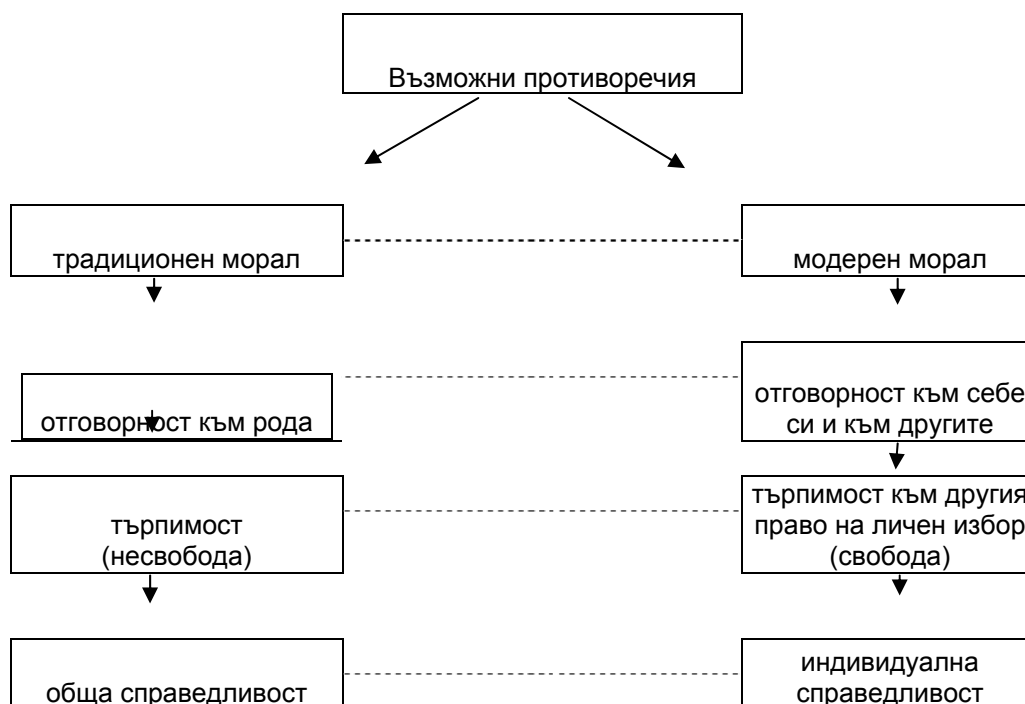 Възможни противоречия
традиционен морал
модерен морал
отговорност към рода
отговорност към себе
си и към другите
търпимост
(несвобода)
търпимост към другия
право на личен избор
(свобода)
обща справедливост
индивидуална
справедливост